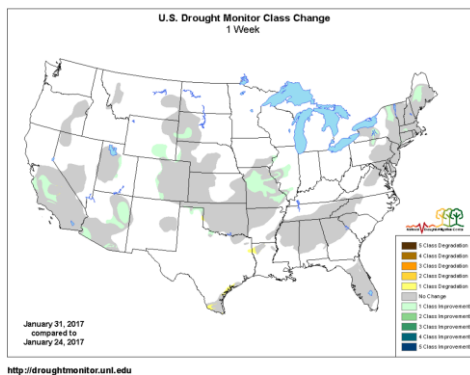 U.S. Drought Monitor Class Change
1 Week
5 Class Degradation
4 Class Degradation
3 Class Degradation
2 Class Degradation
1 Class Degradation
No Change
1 Class Improvement
2 Class Improvement
3 Class Improvement
4 Class Improvement
5 Class Improvement
January 31, 2017
compared to
January 24, 2017
http://droughtmonitor.unl.edu